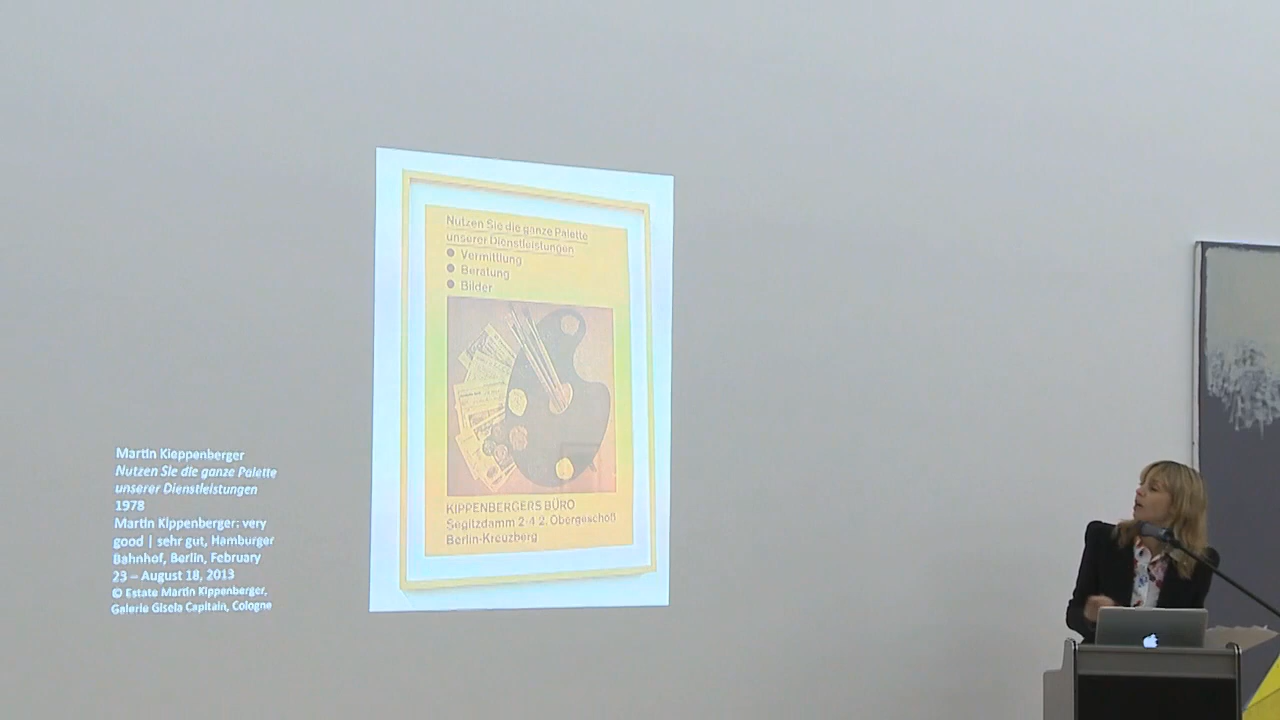 Nutzen Sie die ganze Palette
unserer Dienstleistungen
● Vermittlung
● Beratung
● Bilder
KIPPENBERGERS BÜRO
Segitzdamm 2-4 2. Obergeschoß
Berlin-Kreuzberg
Martin Kieppenberger
Nutzen Sie die ganze Palette
unserer Dienstleistungen
1978
Martin Kippenberger: very
good | sehr gut, Hamburger
Bahnhof, Berlin, February
23 – August 18, 2013
© Estate Martin Kippenberger,
Galerie Gisela Capitain, Cologne